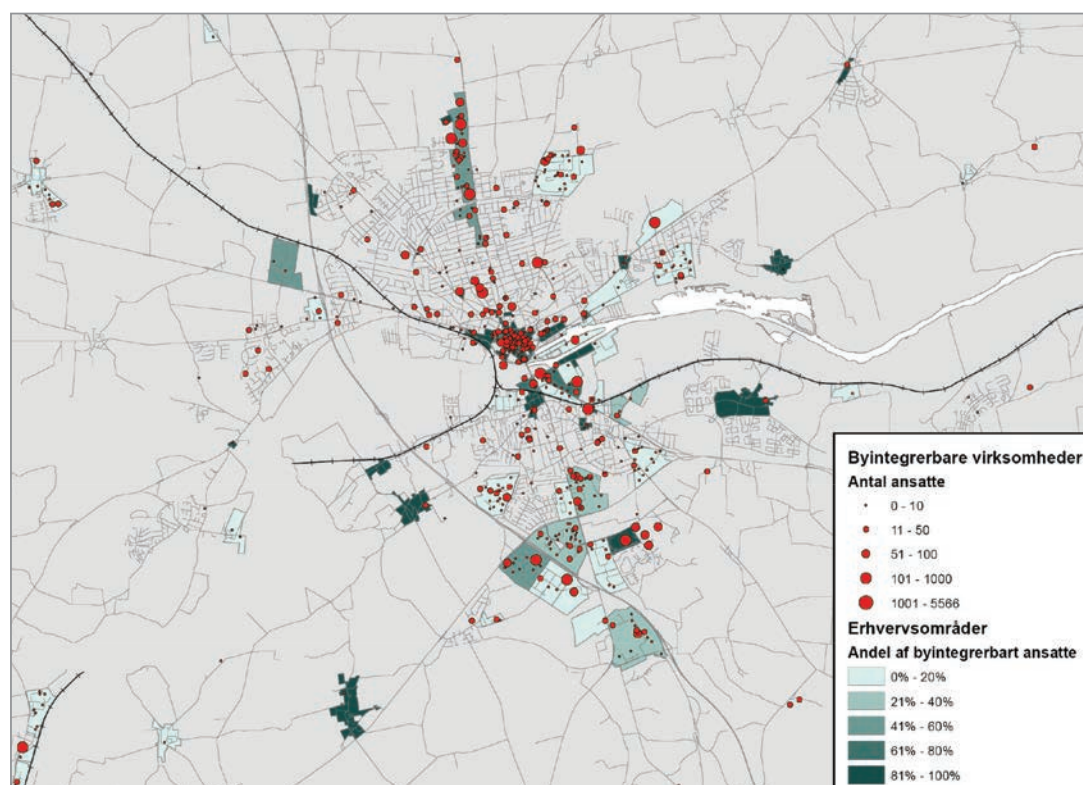 Byintegrerbare virksomheder
Antal ansatte
0 - 10
11 - 50
51 - 100
101 - 1000
1001 - 5566
Erhvervsområder
Andel af byintegrerbart ansatte
0% - 20%
21% - 40%
41% - 60%
61% - 80%
81% - 100%